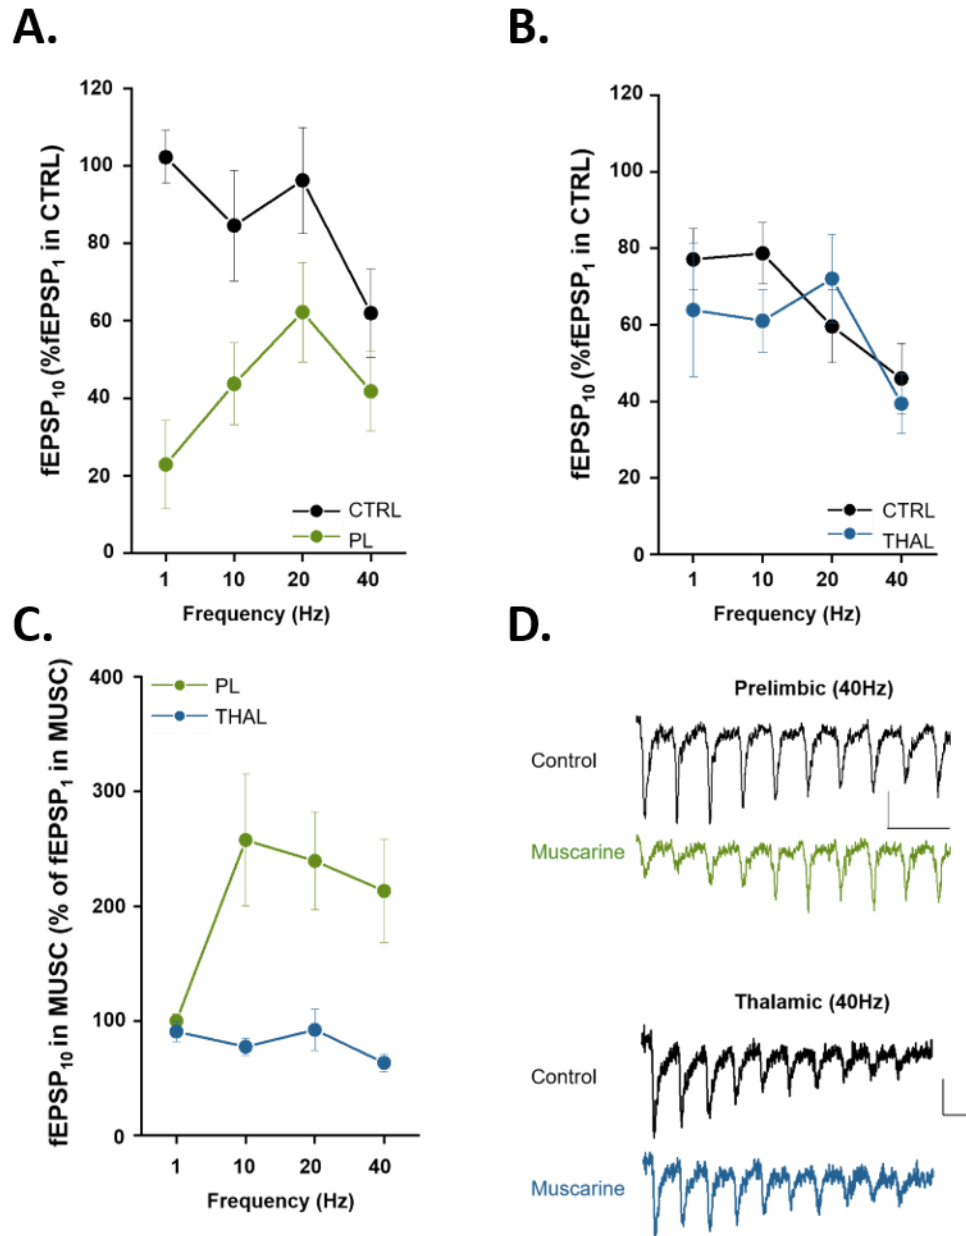 A.
fEPSP₁₀ (%fEPSP₁ in CTRL)
120
100
80
60
40
20
0
1 10 20 40
Frequency (Hz)
CTRL
PL
B.
fEPSP₁₀ (%fEPSP₁ in CTRL)
120
100
80
60
40
20
0
1 10 20 40
Frequency (Hz)
CTRL
THAL
C.
fEPSP₁₀ in MUSC (% of fEPSP₁ in MUSC)
400
300
200
100
0
1 10 20 40
Frequency (Hz)
PL
THAL
D.
Prelimbic (40Hz)
Control
Muscarine
Thalamic (40Hz)
Control
Muscarine